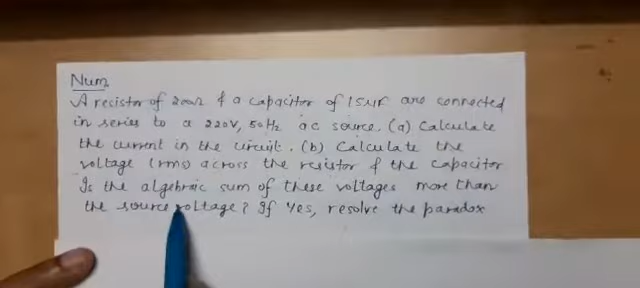 Num
A resistor of 200Ω & a capacitor of 15μF are connected
in series to a 220V, 50Hz ac source. (a) Calculate
the current in the circuit. (b) Calculate the
voltage (rms) across the resistor & the capacitor
Is the algebraic sum of these voltages more than
the source voltage? If Yes, resolve the paradox